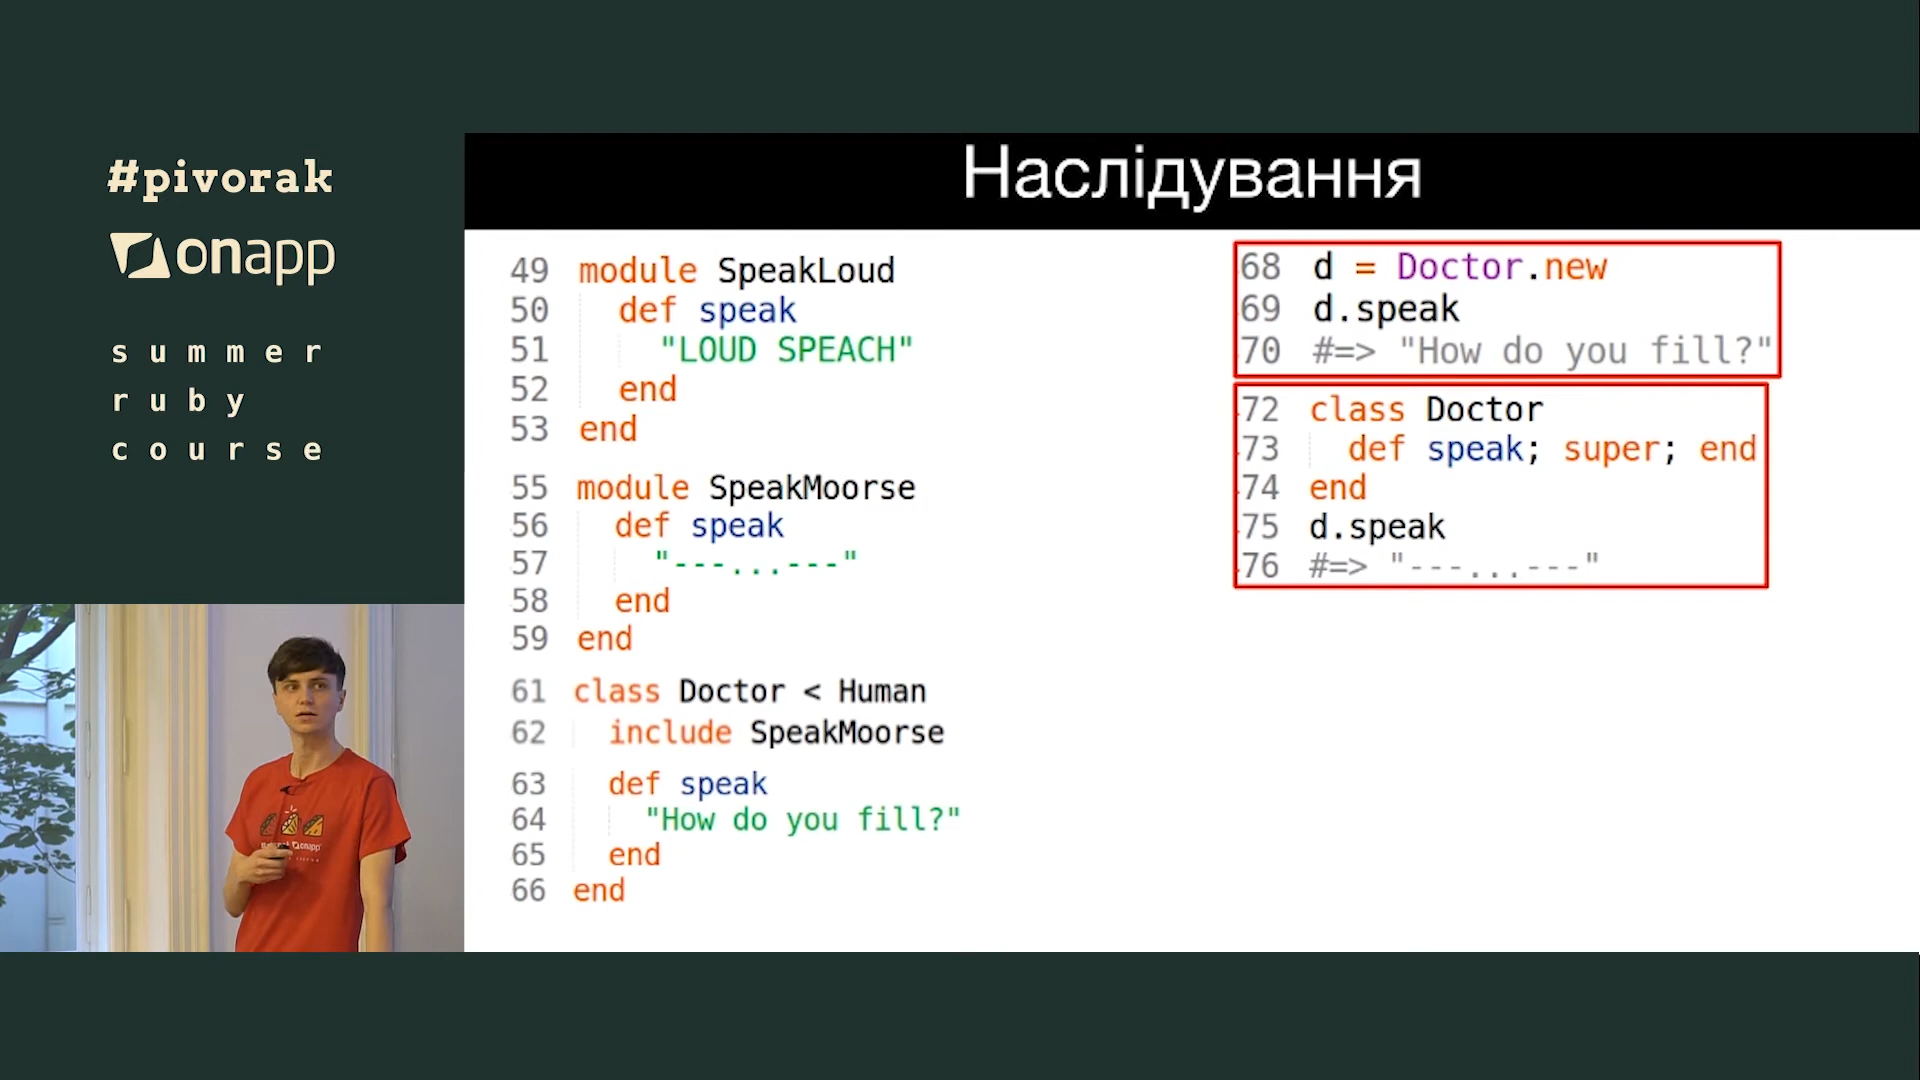 #pivorak
onapp
summer
ruby
course
Наслідування
49 module SpeakLoud
50 def speak
51 "LOUD SPEACH"
52 end
53 end
55 module SpeakMoorse
56 def speak
57 "---...---"
58 end
59 end
61 class Doctor < Human
62 include SpeakMoorse
63 def speak
64 "How do you fill?"
65 end
66 end
68 d = Doctor.new
69 d.speak
70 #=> "How do you fill?"
72 class Doctor
73 def speak; super; end
74 end
75 d.speak
76 #=> "---...---"
onapp